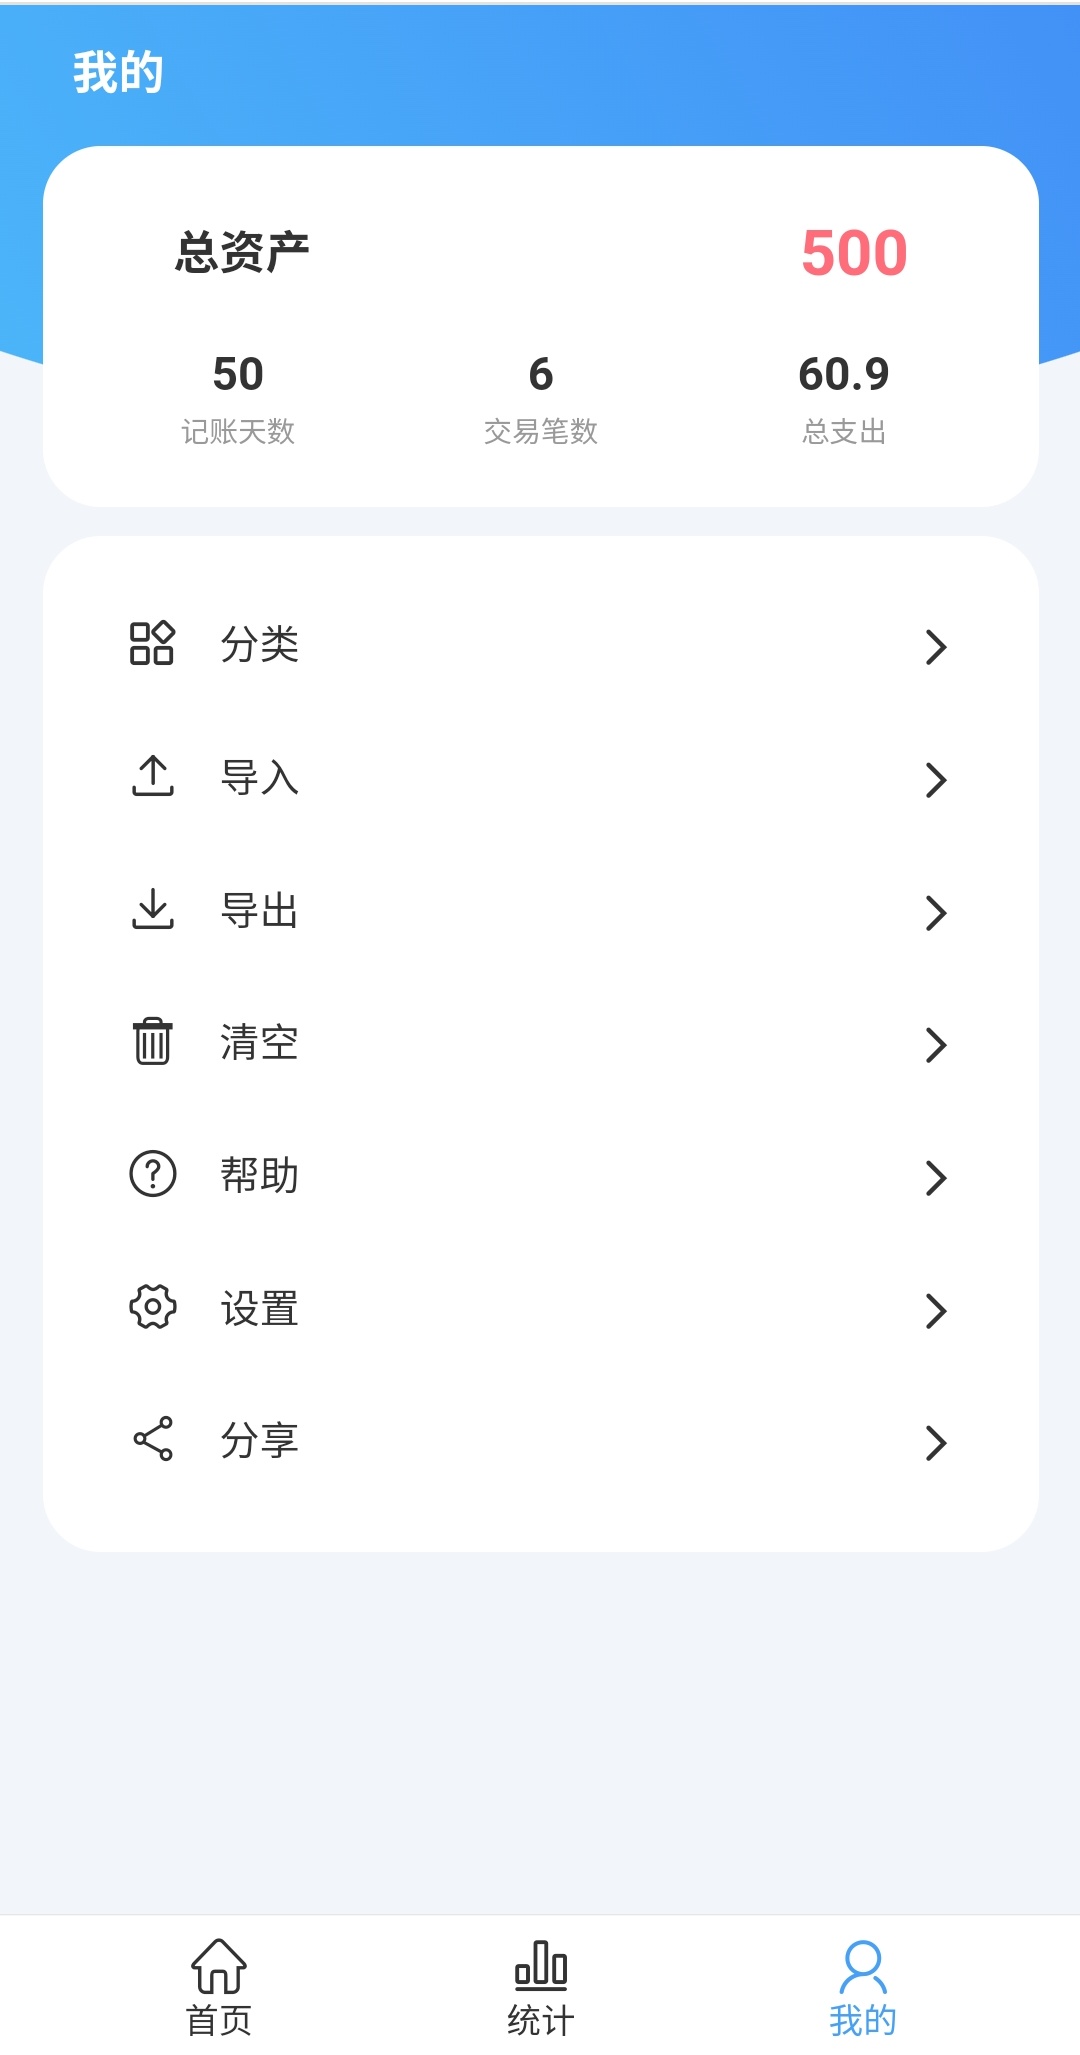 我的
总资产 500
50 6 60.9
记账天数 交易笔数 总支出
分类
导入
导出
清空
帮助
设置
分享
首页 统计 我的